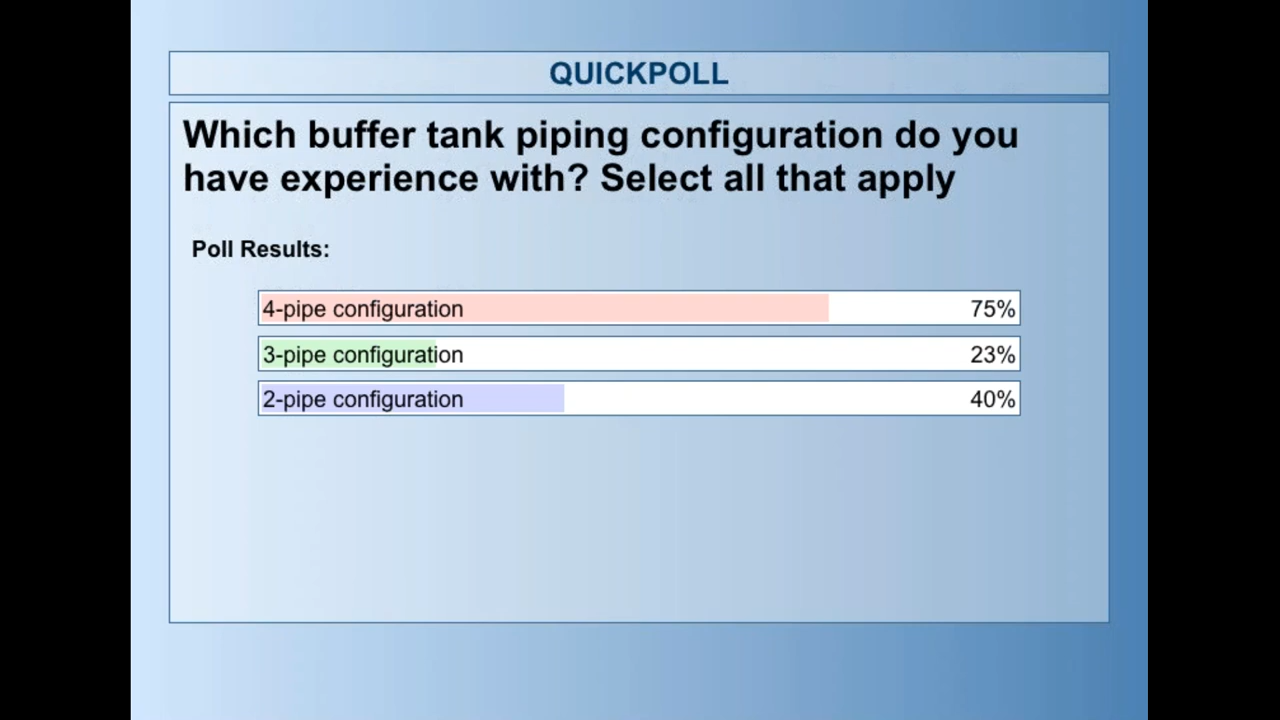 QUICKPOLL
Which buffer tank piping configuration do you
have experience with? Select all that apply
Poll Results:
4-pipe configuration 75%
3-pipe configuration 23%
2-pipe configuration 40%